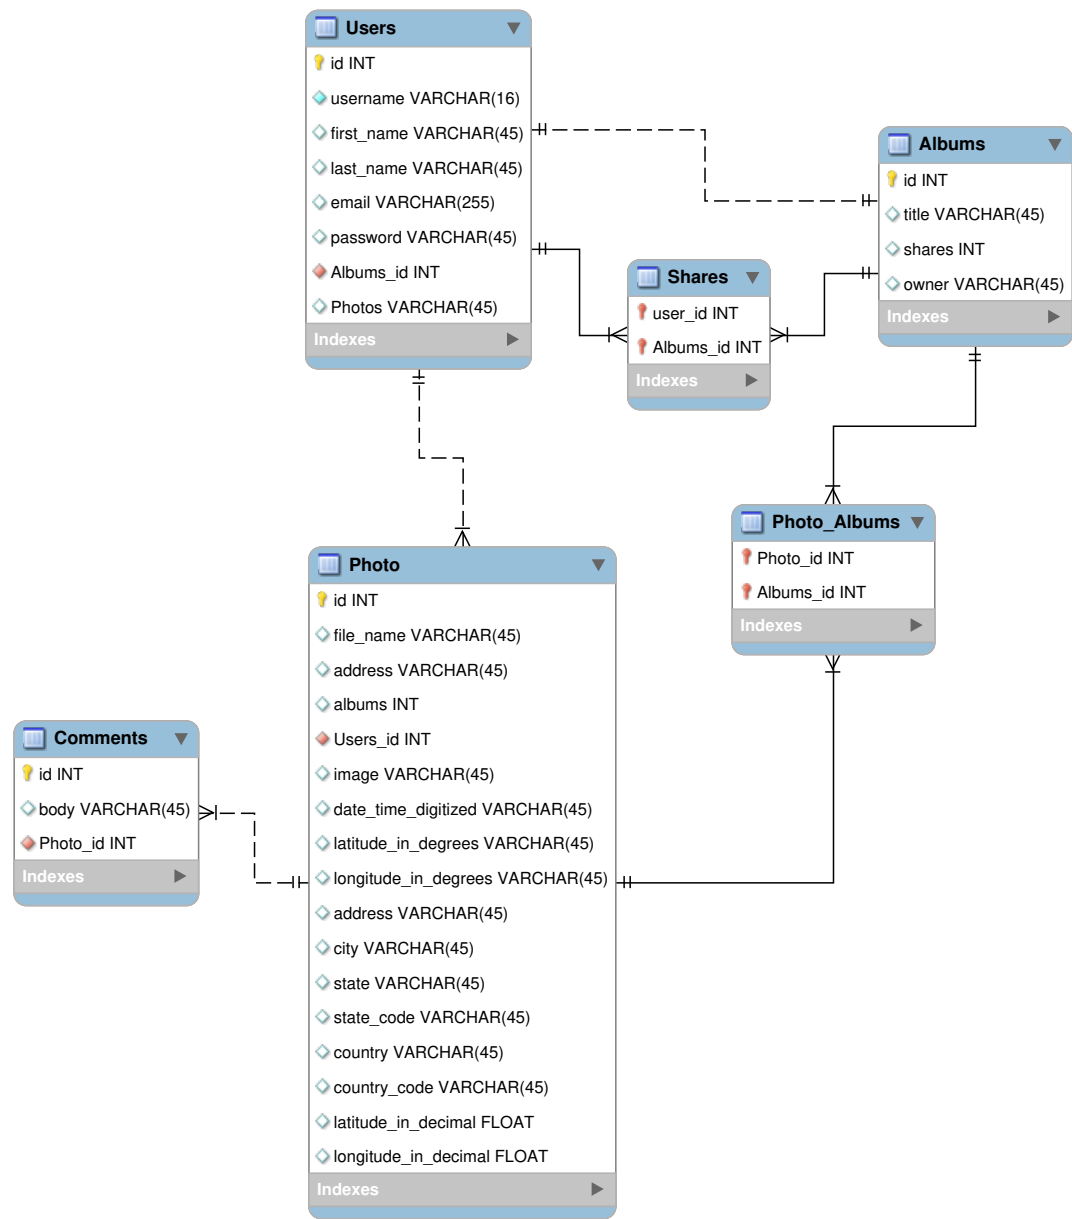 Users
id INT
username VARCHAR(16)
first_name VARCHAR(45)
last_name VARCHAR(45)
email VARCHAR(255)
password VARCHAR(45)
Albums_id INT
Photos VARCHAR(45)
Indexes
Albums
id INT
title VARCHAR(45)
shares INT
owner VARCHAR(45)
Indexes
Shares
user_id INT
Albums_id INT
Indexes
Photo_Albums
Photo_id INT
Albums_id INT
Indexes
Photo
id INT
file_name VARCHAR(45)
address VARCHAR(45)
albums INT
Users_id INT
image VARCHAR(45)
date_time_digitized VARCHAR(45)
latitude_in_degrees VARCHAR(45)
longitude_in_degrees VARCHAR(45)
address VARCHAR(45)
city VARCHAR(45)
state VARCHAR(45)
state_code VARCHAR(45)
country VARCHAR(45)
country_code VARCHAR(45)
latitude_in_decimal FLOAT
longitude_in_decimal FLOAT
Indexes
Comments
id INT
body VARCHAR(45)
Photo_id INT
Indexes